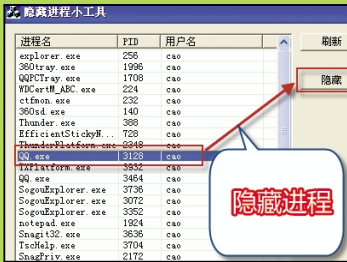 隐藏进程小工具
进程名 PID 用户名
刷新
隐藏
explorer.exe 256 cao
360tray.exe 1996 cao
QQPCTray.exe 1708 cao
WDCertM_ABC.exe 224 cao
ctfmon.exe 232 cao
360sd.exe 140 cao
Thunder.exe 388 cao
EfficientStickyN... 728 cao
ThunderPlatform.exe 2348 cao
QQ.exe 3128 cao
TXPlatform.exe 3932 cao
QQ.exe 3464 cao
SogouExplorer.exe 3736 cao
SogouExplorer.exe 3072 cao
SogouExplorer.exe 3352 cao
notepad.exe 1924 cao
Snagit32.exe 3636 cao
TscHelp.exe 3704 cao
SnagPriv.exe 2172 cao
隐藏进程